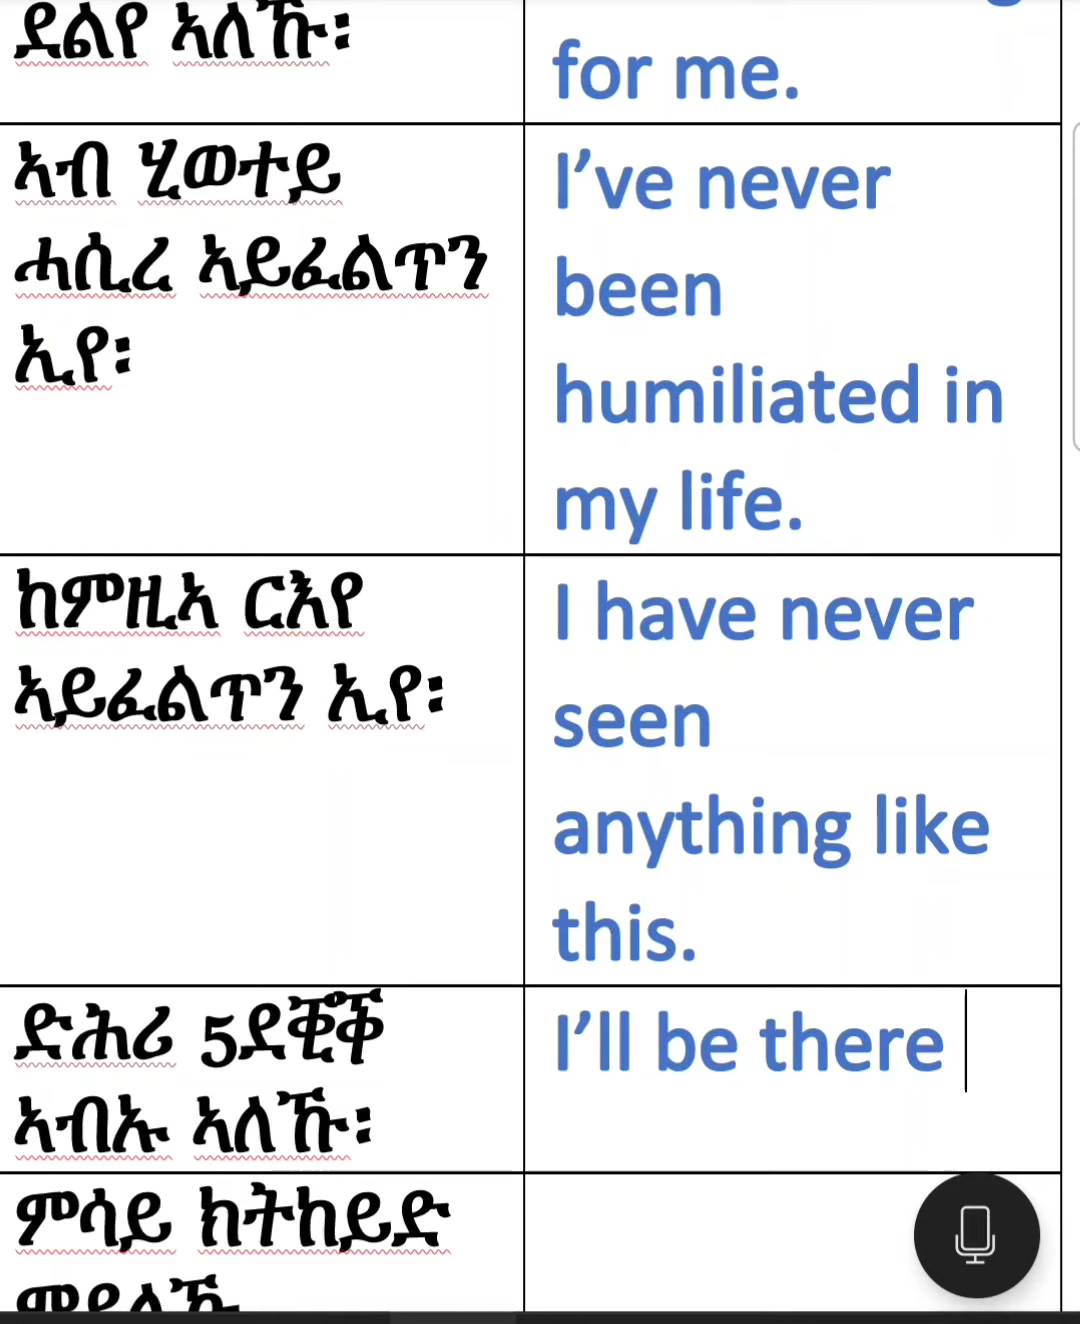 ደልየ ኣለኹ፡
for me.
ኣብ ሂወተይ
ሓሲረ ኣይፈልጥን
ኢየ፡
I’ve never
been
humiliated in
my life.
ከምዚኣ ርእየ
ኣይፈልጥን ኢየ፡
I have never
seen
anything like
this.
ድሕሪ 5ደቒቅ
ኣብኡ ኣለኹ፡
I’ll be there
ምሳይ ክትከይድ